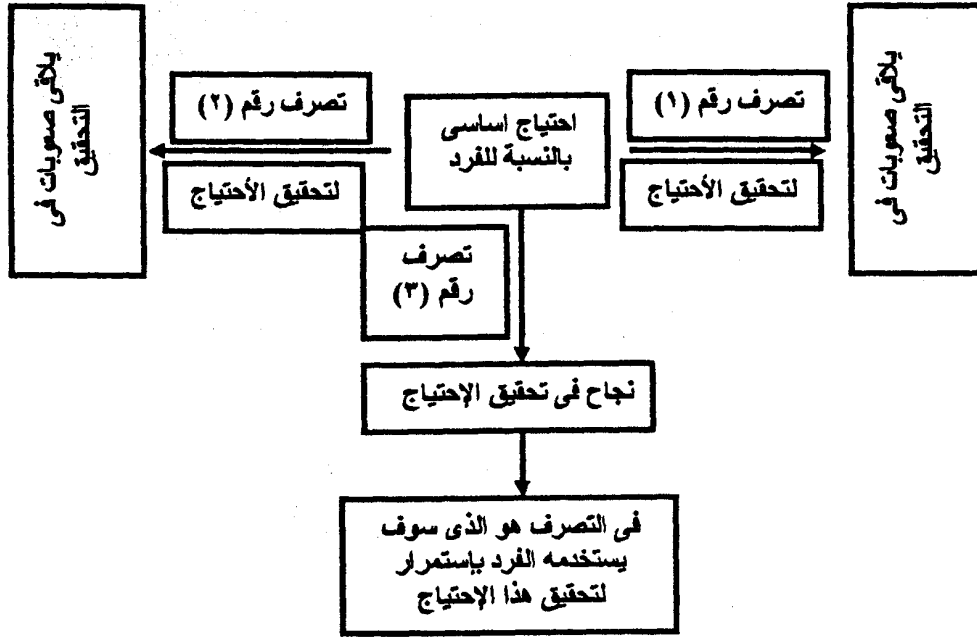 يلاقى صعوبات فى
التحقيق
تصرف رقم (١)
لتحقيق الأحتياج
احتياج اساسى
بالنسبة للفرد
تصرف رقم (٢)
لتحقيق الأحتياج
يلاقى صعوبات فى
التحقيق
تصرف
رقم (٣)
نجاح فى تحقيق الإحتياج
فى التصرف هو الذى سوف
يستخدمه الفرد بإستمرار
لتحقيق هذا الإحتياج